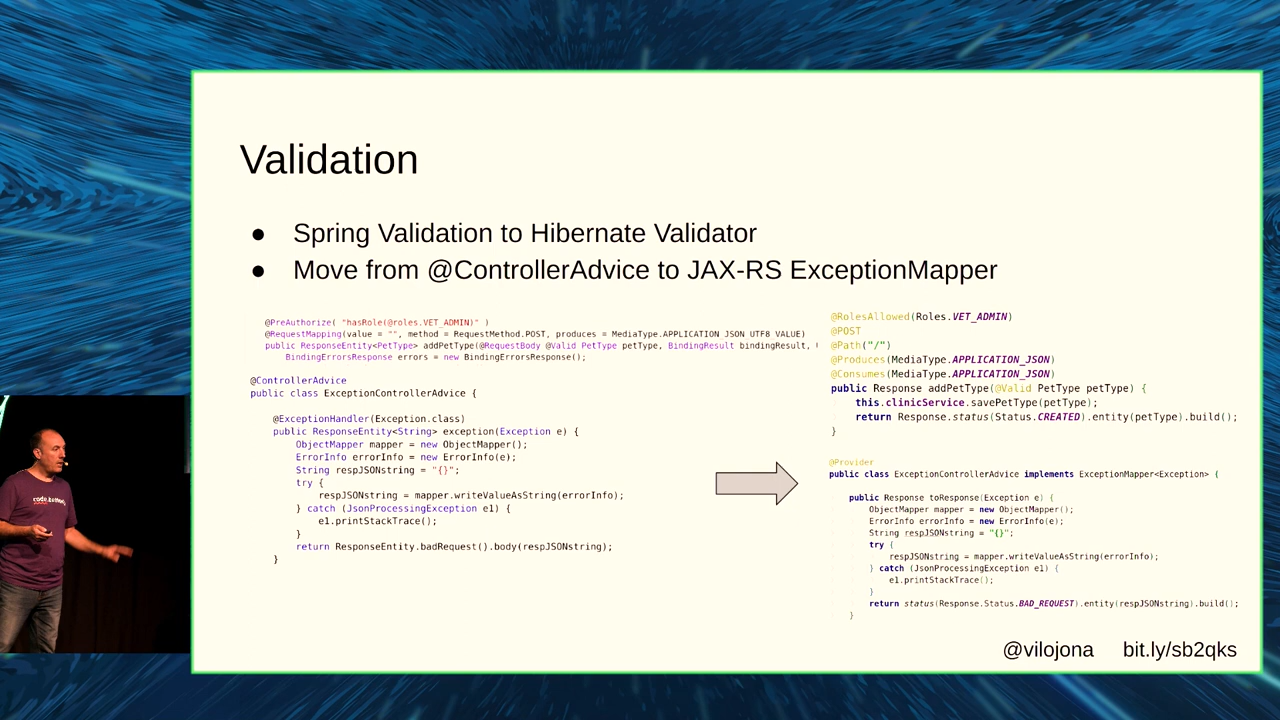 Validation
● Spring Validation to Hibernate Validator
● Move from @ControllerAdvice to JAX-RS ExceptionMapper
@PreAuthorize( "hasRole(@roles.VET_ADMIN)" )
@RequestMapping(value = "", method = RequestMethod.POST, produces = MediaType.APPLICATION_JSON_UTF8_VALUE)
public ResponseEntity<PetType> addPetType(@RequestBody @Valid PetType petType, BindingResult bindingResult,
BindingErrorsResponse errors = new BindingErrorsResponse();
@ControllerAdvice
public class ExceptionControllerAdvice {
@ExceptionHandler(Exception.class)
public ResponseEntity<String> exception(Exception e) {
ObjectMapper mapper = new ObjectMapper();
ErrorInfo errorInfo = new ErrorInfo(e);
String respJSONstring = "{}";
try {
respJSONstring = mapper.writeValueAsString(errorInfo);
} catch (JsonProcessingException e1) {
e1.printStackTrace();
}
return ResponseEntity.badRequest().body(respJSONstring);
}
@RolesAllowed(Roles.VET_ADMIN)
@POST
@Path("/")
@Produces(MediaType.APPLICATION_JSON)
@Consumes(MediaType.APPLICATION_JSON)
public Response addPetType(@Valid PetType petType) {
this.clinicService.savePetType(petType);
return Response.status(Status.CREATED).entity(petType).build();
}
@Provider
public class ExceptionControllerAdvice implements ExceptionMapper<Exception> {
public Response toResponse(Exception e) {
ObjectMapper mapper = new ObjectMapper();
ErrorInfo errorInfo = new ErrorInfo(e);
String respJSONstring = "{}";
try {
respJSONstring = mapper.writeValueAsString(errorInfo);
} catch (JsonProcessingException e1) {
e1.printStackTrace();
}
return status(Response.Status.BAD_REQUEST).entity(respJSONstring).build();
}
@vilojona bit.ly/sb2qks